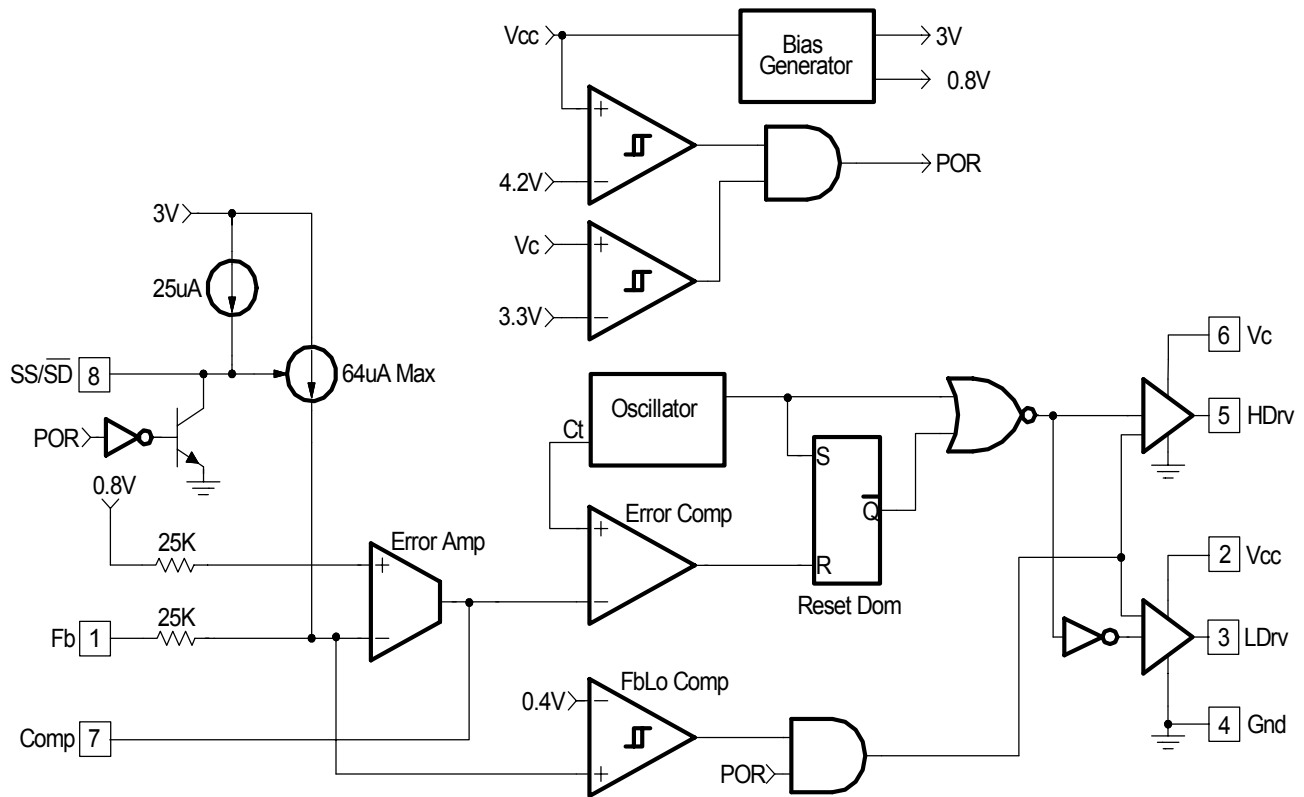 Vcc
Bias
Generator
3V
0.8V
+
4.2V
−
POR
3V
Vc
+
25uA
3.3V
−
SS/SD
8
64uA Max
6
Vc
Oscillator
Ct
5
HDrv
POR
S
Q
0.8V
Error Comp
+
25K
Error Amp
+
R
2
Vcc
−
Reset Dom
25K
Fb
1
−
3
LDrv
FbLo Comp
0.4V
−
4
Gnd
Comp
7
+
POR